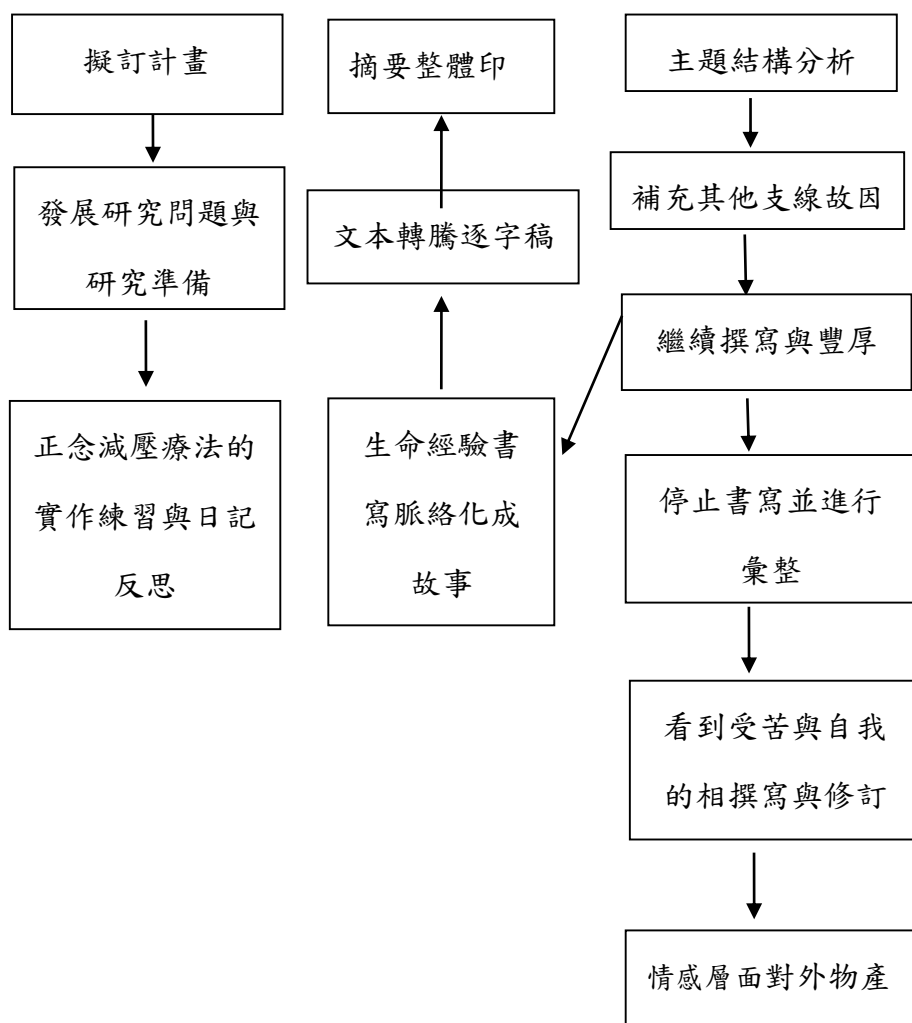 擬訂計畫
發展研究問題與
研究準備
正念減壓療法的
實作練習與日記
反思
摘要整體印
文本轉騰逐字稿
生命經驗書
寫脈絡化成
故事
主題結構分析
補充其他支線故因
繼續撰寫與豐厚
停止書寫並進行
彙整
看到受苦與自我
的相撰寫與修訂
情感層面對外物產